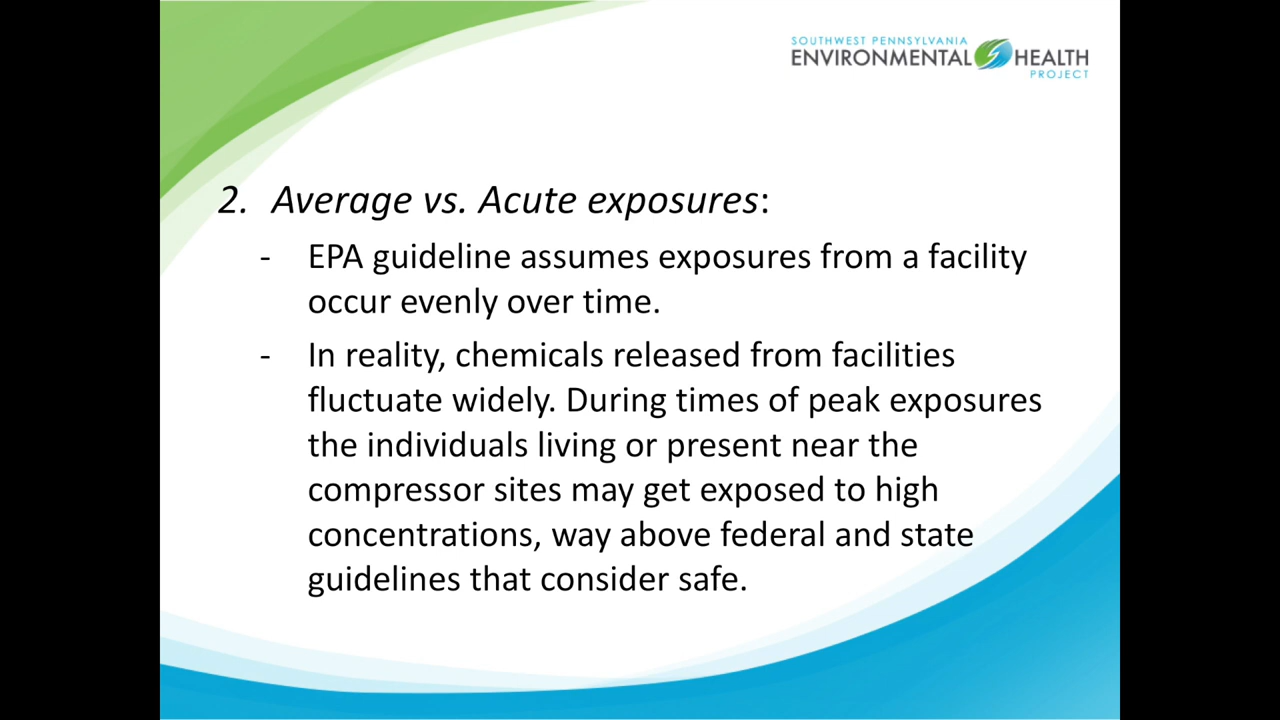 SOUTHWEST PENNSYLVANIA
ENVIRONMENTAL HEALTH
PROJECT
2. Average vs. Acute exposures:
- EPA guideline assumes exposures from a facility
occur evenly over time.
- In reality, chemicals released from facilities
fluctuate widely. During times of peak exposures
the individuals living or present near the
compressor sites may get exposed to high
concentrations, way above federal and state
guidelines that consider safe.